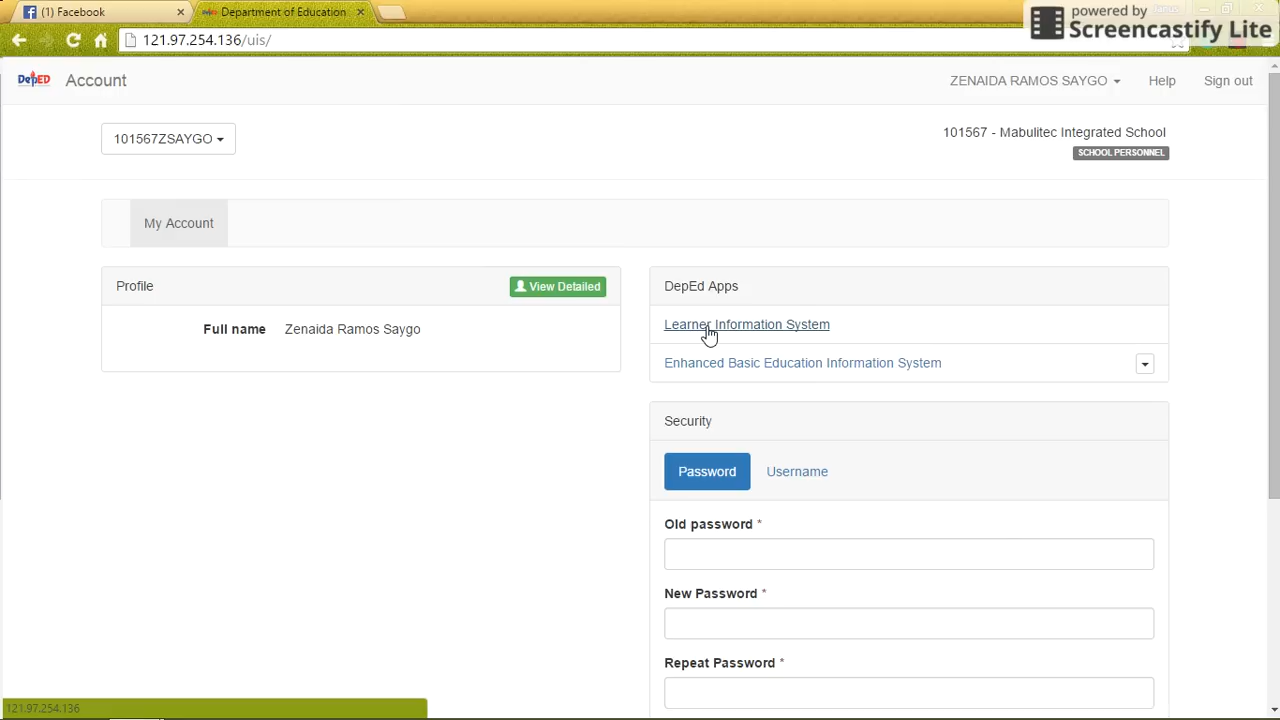 (1) Facebook
Department of Education
powered by
Screencastify Lite
121.97.254.136/uis/
DepED
Account
ZENAIDA RAMOS SAYGO
Help
Sign out
101567ZSAYGO
101567 - Mabulitec Integrated School
SCHOOL PERSONNEL
My Account
Profile
View Detailed
DepEd Apps
Full name
Zenaida Ramos Saygo
Learner Information System
Enhanced Basic Education Information System
Security
Password
Username
Old password *
New Password *
Repeat Password *
121.97.254.136